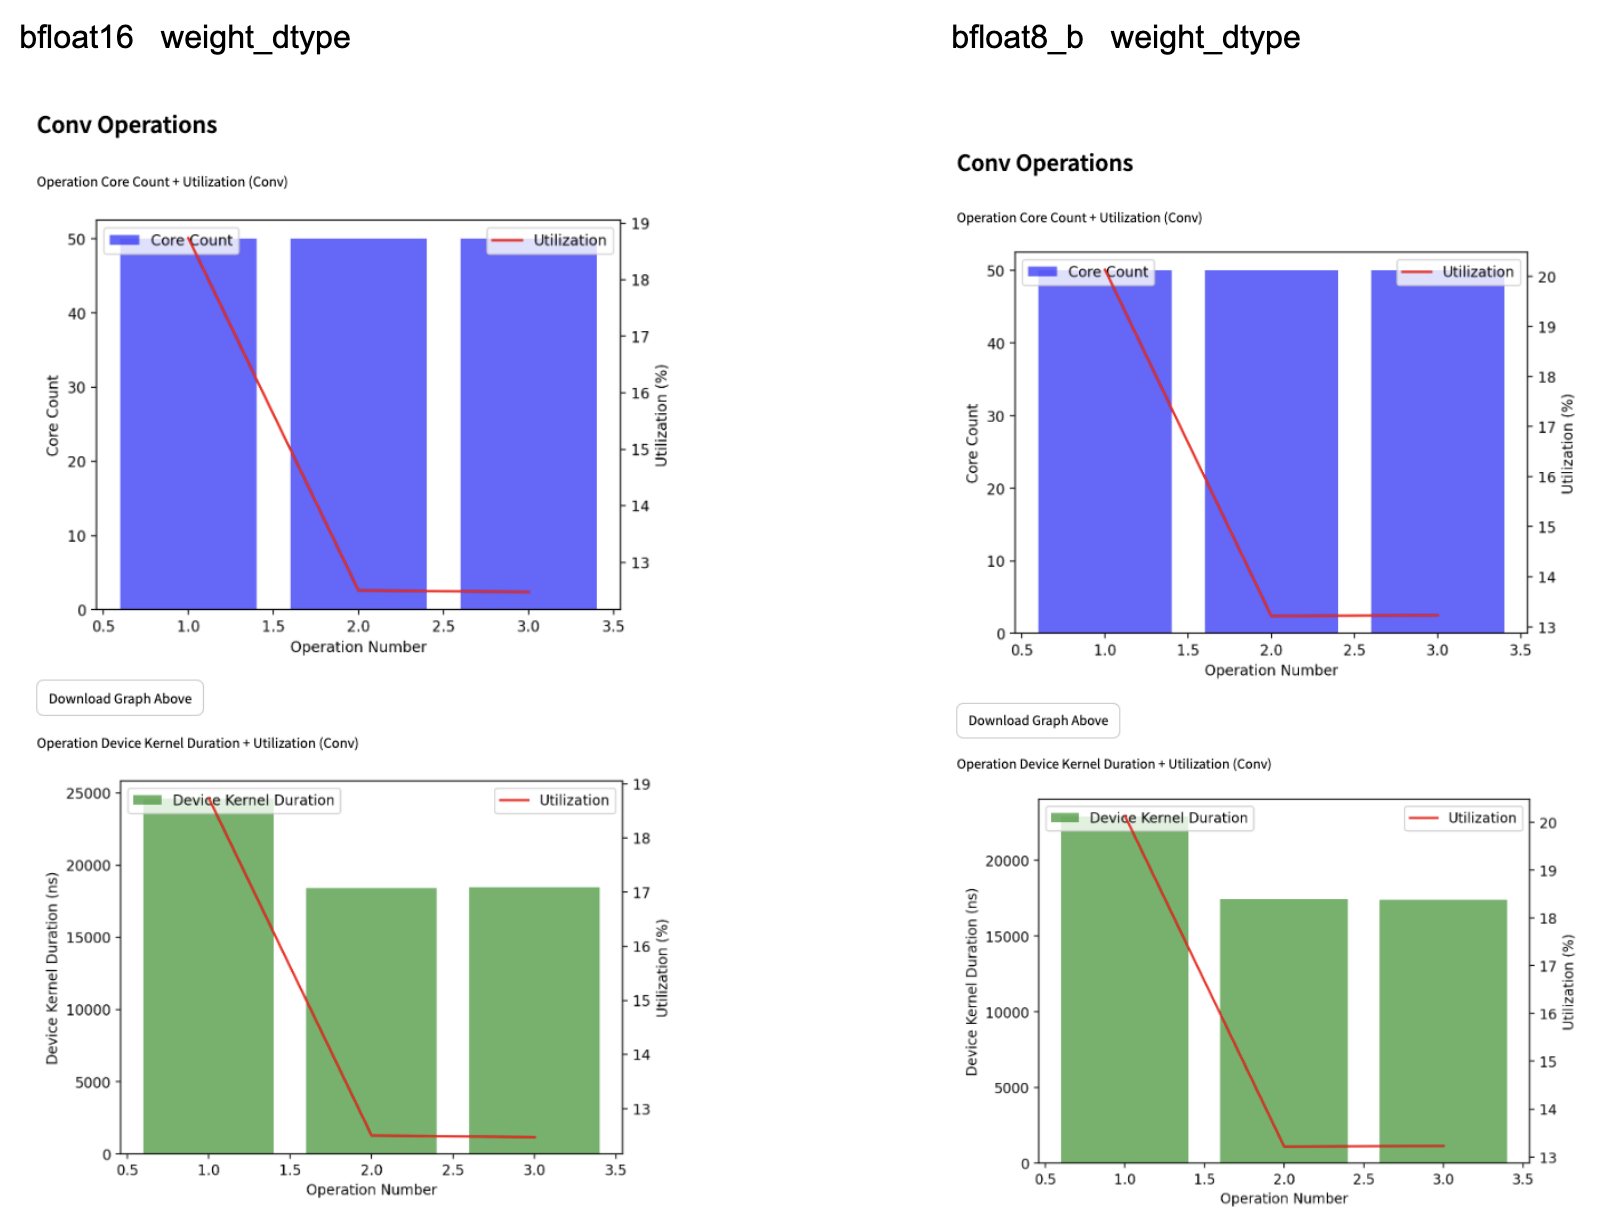 bfloat16 weight_dtype
Conv Operations
Operation Core Count + Utilization (Conv)
Core Count
Utilization
50
40
30
20
10
0
Core Count
19
18
17
16
15
14
13
Utilization (%)
0.5 1.0 1.5 2.0 2.5 3.0 3.5
Operation Number
Download Graph Above
Operation Device Kernel Duration + Utilization (Conv)
Device Kernel Duration
Utilization
25000
20000
15000
10000
5000
0
Device Kernel Duration (ns)
19
18
17
16
15
14
13
Utilization (%)
0.5 1.0 1.5 2.0 2.5 3.0 3.5
Operation Number
bfloat8_b weight_dtype
Conv Operations
Operation Core Count + Utilization (Conv)
Core Count
Utilization
50
40
30
20
10
0
Core Count
20
19
18
17
16
15
14
13
Utilization (%)
0.5 1.0 1.5 2.0 2.5 3.0 3.5
Operation Number
Download Graph Above
Operation Device Kernel Duration + Utilization (Conv)
Device Kernel Duration
Utilization
20000
15000
10000
5000
0
Device Kernel Duration (ns)
20
19
18
17
16
15
14
13
Utilization (%)
0.5 1.0 1.5 2.0 2.5 3.0 3.5
Operation Number